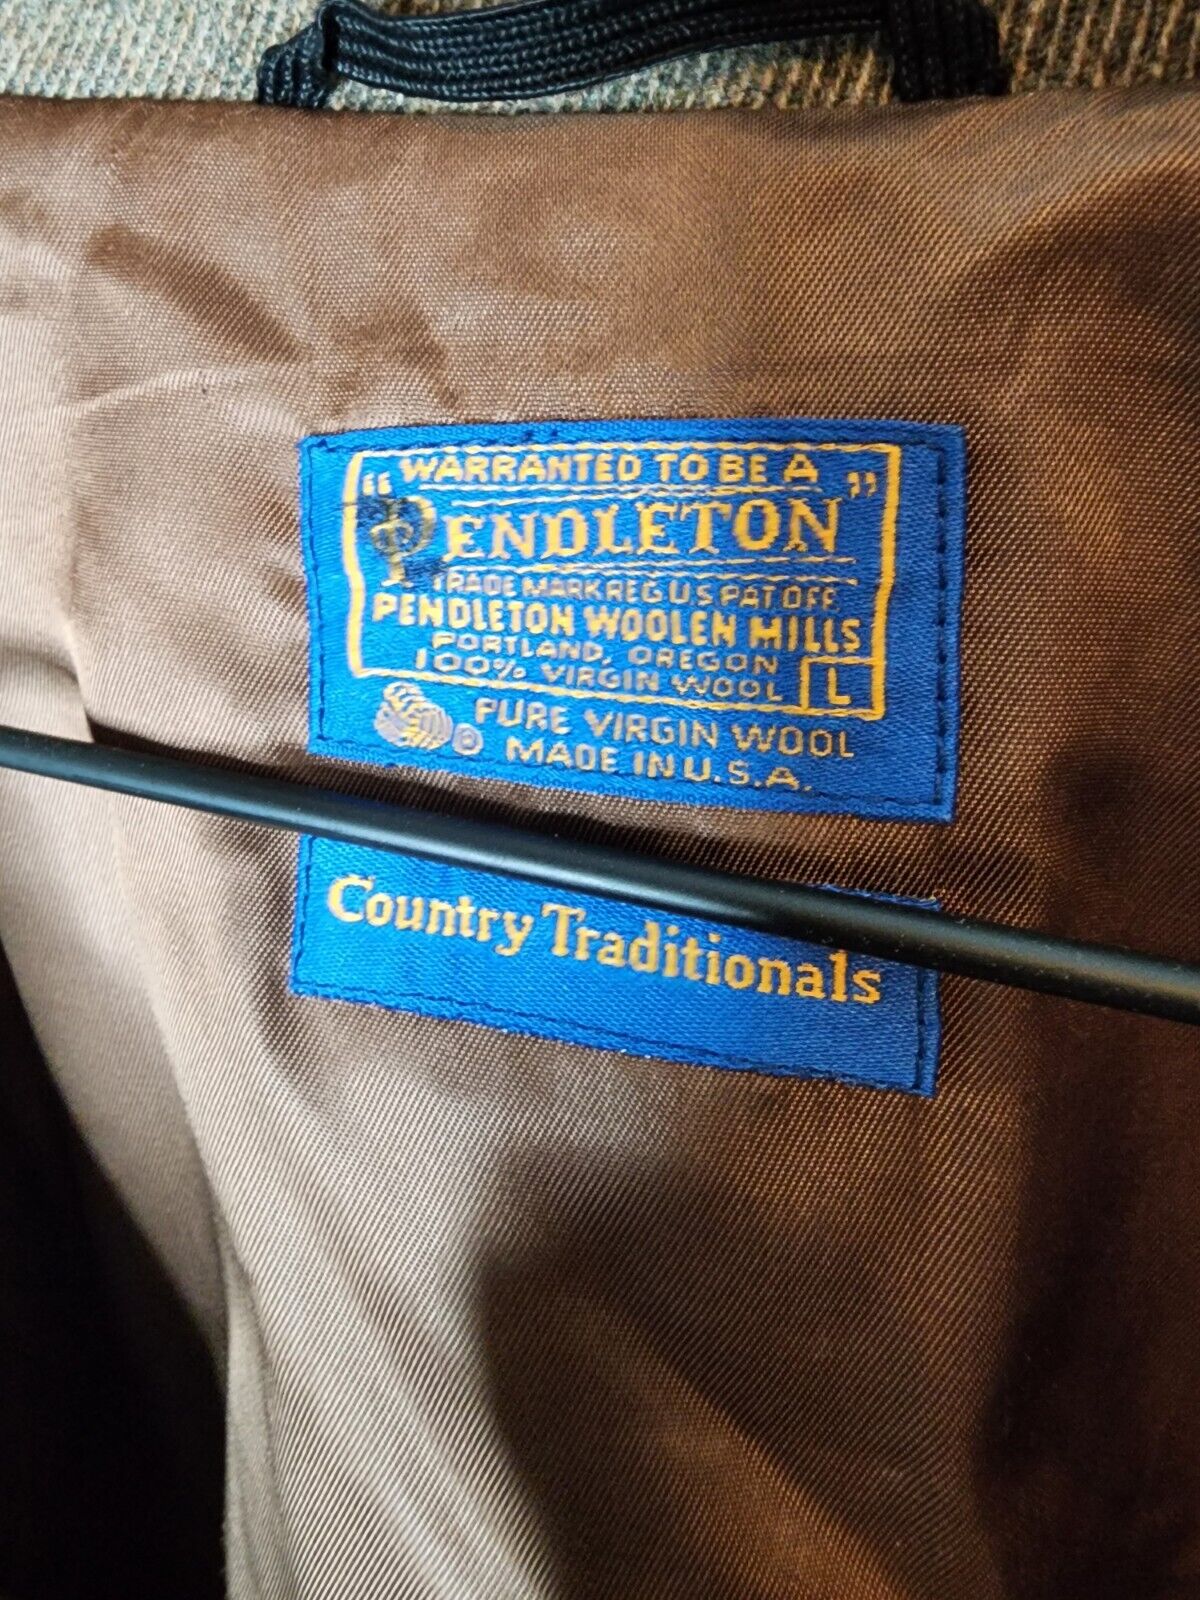 WARRANTED TO BE A
"PENDLETON"
TRADE MARK REG U S PAT OFF.
PENDLETON WOOLEN MILLS
PORTLAND, OREGON
100% VIRGIN WOOL L
® PURE VIRGIN WOOL
MADE IN U.S.A.
Country Traditionals